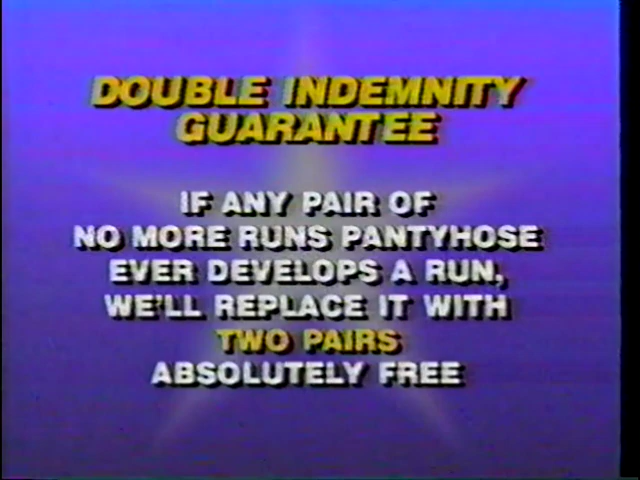 DOUBLE INDEMNITY
GUARANTEE
IF ANY PAIR OF
NO MORE RUNS PANTYHOSE
EVER DEVELOPS A RUN,
WE'LL REPLACE IT WITH
TWO PAIRS
ABSOLUTELY FREE